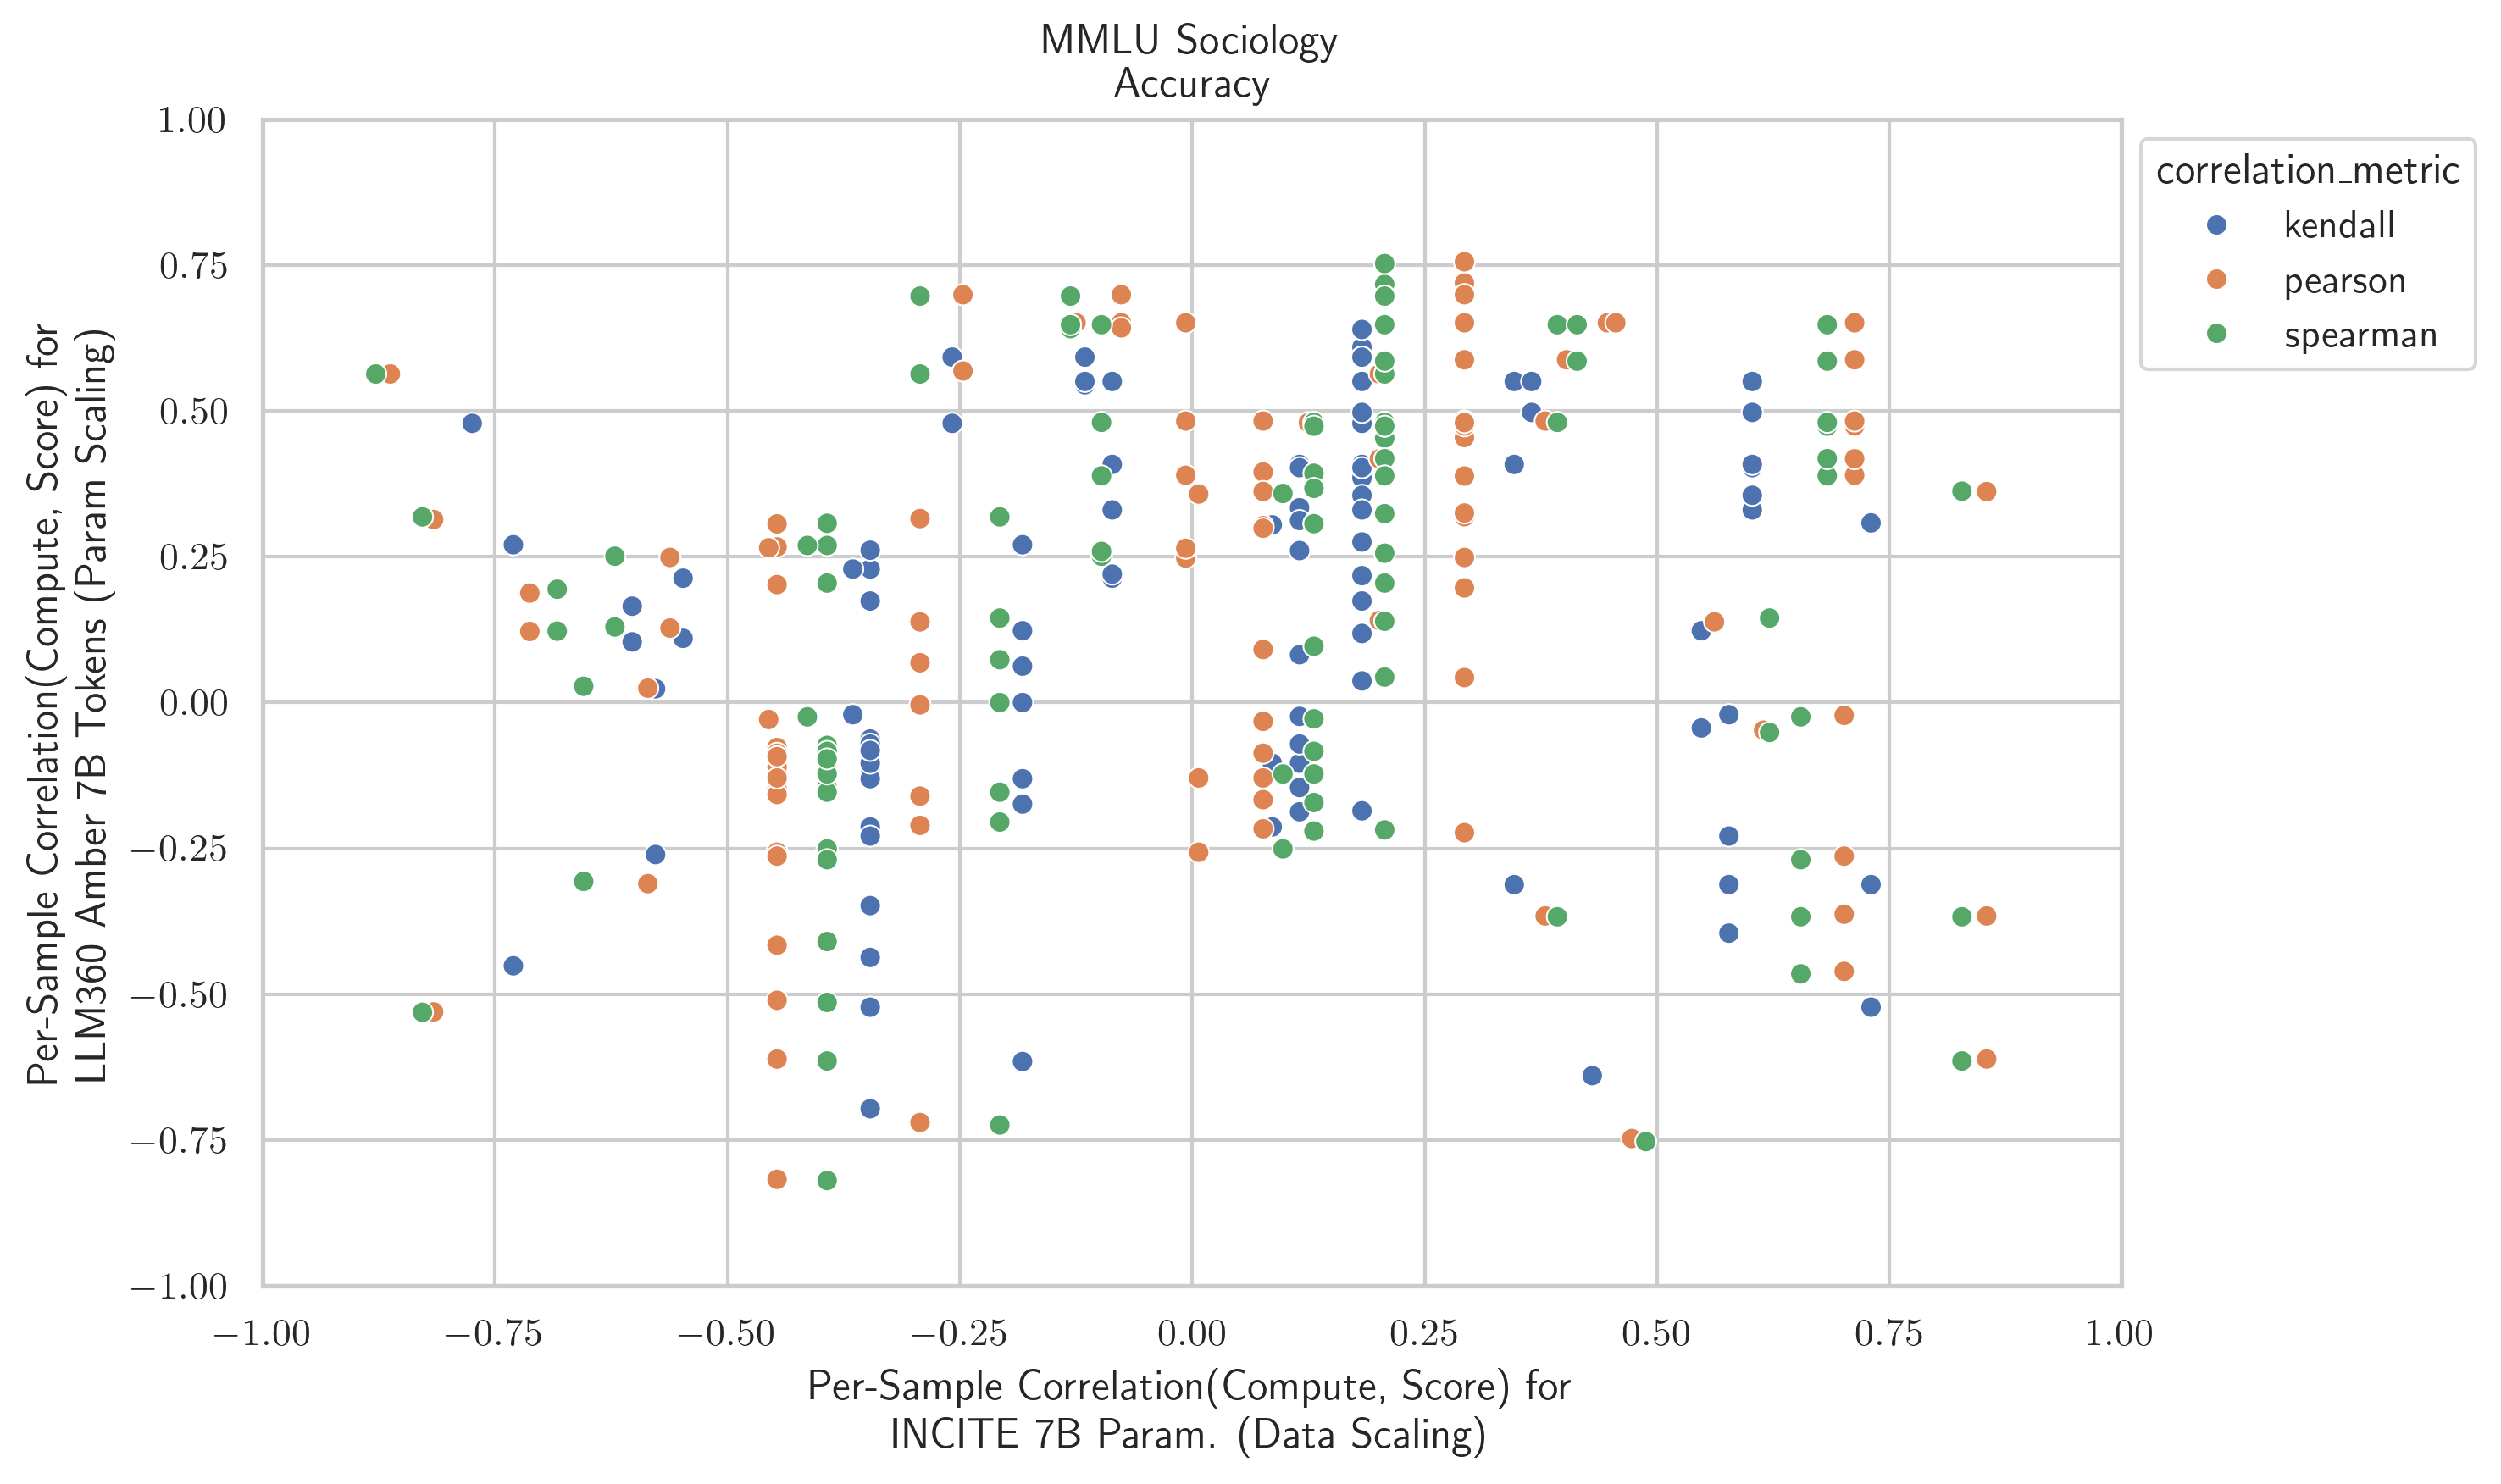 MMLU Sociology
Accuracy
Per-Sample Correlation(Compute, Score) for
LLM360 Amber 7B Tokens (Param Scaling)
1.00
0.75
0.50
0.25
0.00
−0.25
−0.50
−0.75
−1.00
−1.00 −0.75 −0.50 −0.25 0.00 0.25 0.50 0.75 1.00
Per-Sample Correlation(Compute, Score) for
INCITE 7B Param. (Data Scaling)
correlation_metric
kendall
pearson
spearman